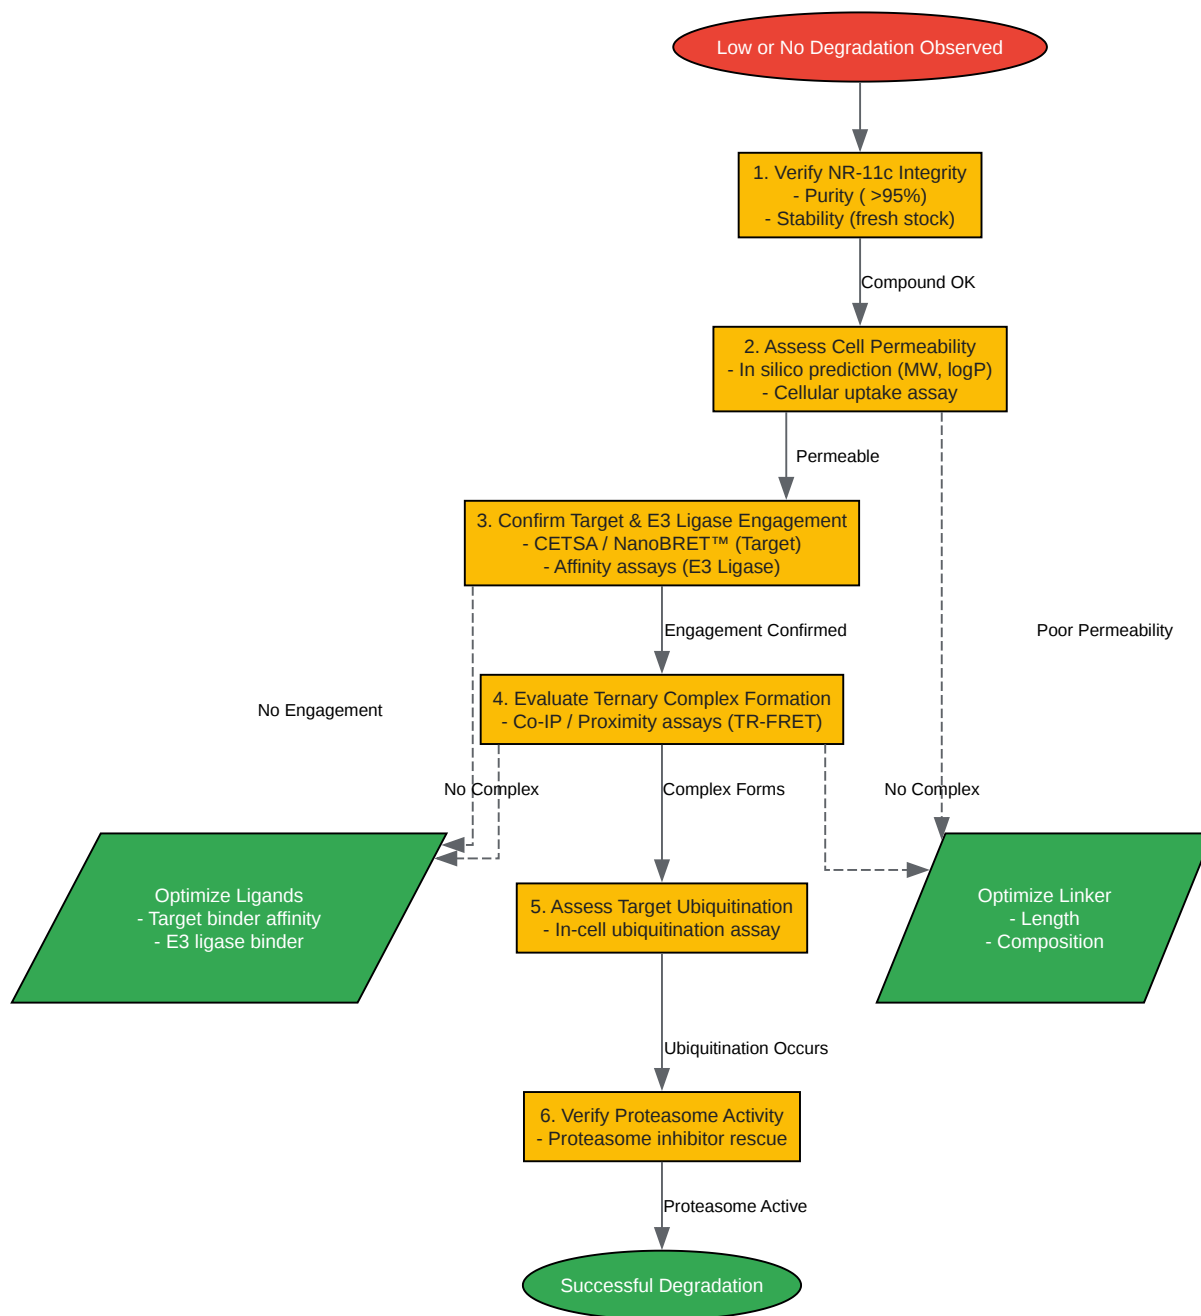 Low or No Degradation Observed
1. Verify NR-11c Integrity
- Purity ( >95%)
- Stability (fresh stock)
Compound OK
2. Assess Cell Permeability
- In silico prediction (MW, logP)
- Cellular uptake assay
Permeable
3. Confirm Target & E3 Ligase Engagement
- CETSA / NanoBRET™ (Target)
- Affinity assays (E3 Ligase)
Engagement Confirmed
Poor Permeability
4. Evaluate Ternary Complex Formation
- Co-IP / Proximity assays (TR-FRET)
No Engagement
No Complex
Complex Forms
No Complex
Optimize Ligands
- Target binder affinity
- E3 ligase binder
5. Assess Target Ubiquitination
- In-cell ubiquitination assay
Optimize Linker
- Length
- Composition
Ubiquitination Occurs
6. Verify Proteasome Activity
- Proteasome inhibitor rescue
Proteasome Active
Successful Degradation